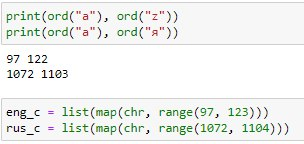 print(ord("a"), ord("z"))
print(ord("а"), ord("я"))
97 122
1072 1103
eng_c = list(map(chr, range(97, 123)))
rus_c = list(map(chr, range(1072, 1104)))